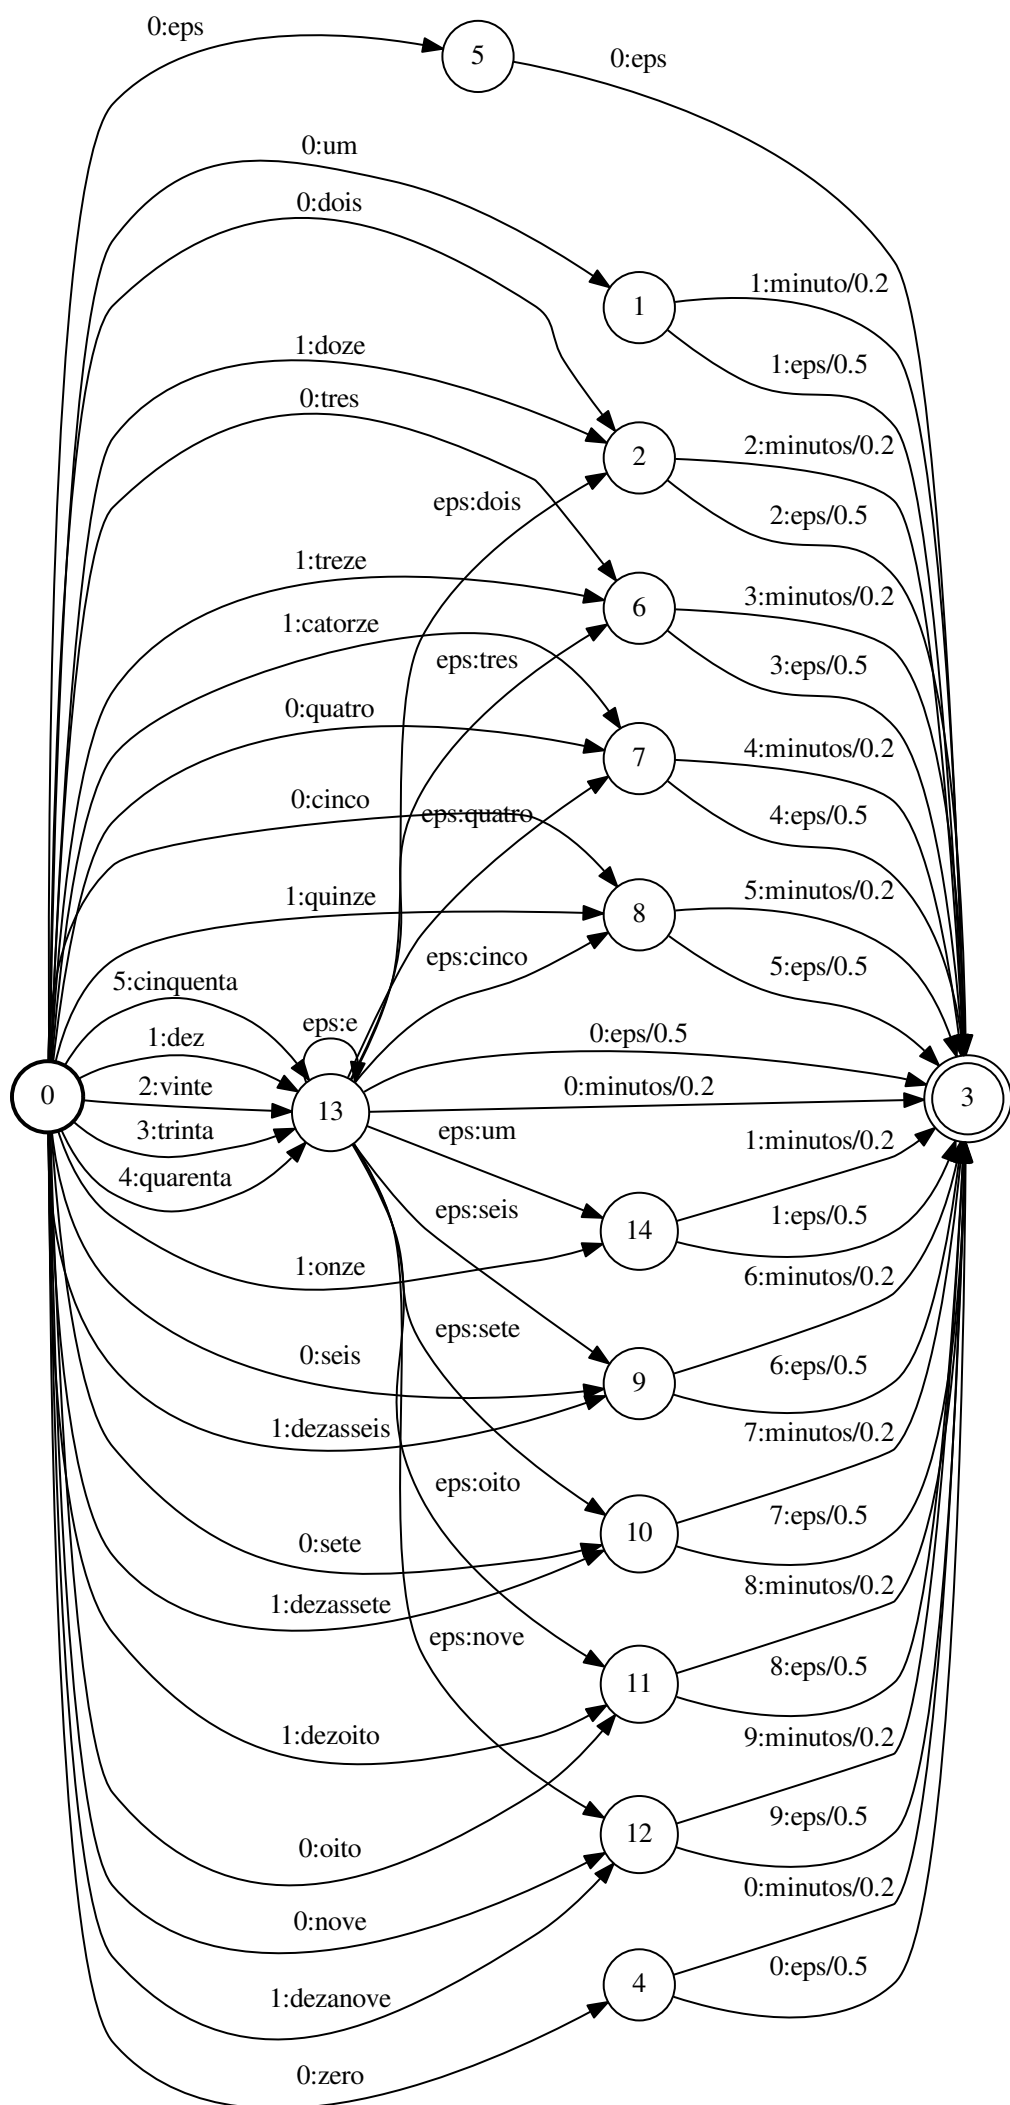 0:eps
5
0:eps
0:um
0:dois
1:minuto/0.2
1
1:doze
1:eps/0.5
0:tres
2:minutos/0.2
2
eps:dois
2:eps/0.5
1:treze
3:minutos/0.2
6
1:catorze
eps:tres
3:eps/0.5
0:quatro
4:minutos/0.2
7
0:cinco
eps:quatro
4:eps/0.5
1:quinze
5:minutos/0.2
8
eps:cinco
5:eps/0.5
5:cinquenta
eps:e
0:eps/0.5
1:dez
2:vinte
0:minutos/0.2
0
13
3
3:trinta
eps:um
1:minutos/0.2
4:quarenta
eps:seis
1:eps/0.5
14
1:onze
6:minutos/0.2
eps:sete
0:seis
6:eps/0.5
9
1:dezasseis
7:minutos/0.2
eps:oito
7:eps/0.5
10
0:sete
8:minutos/0.2
1:dezassete
eps:nove
8:eps/0.5
11
1:dezoito
9:minutos/0.2
9:eps/0.5
12
0:oito
0:minutos/0.2
0:nove
0:eps/0.5
4
1:dezanove
0:zero